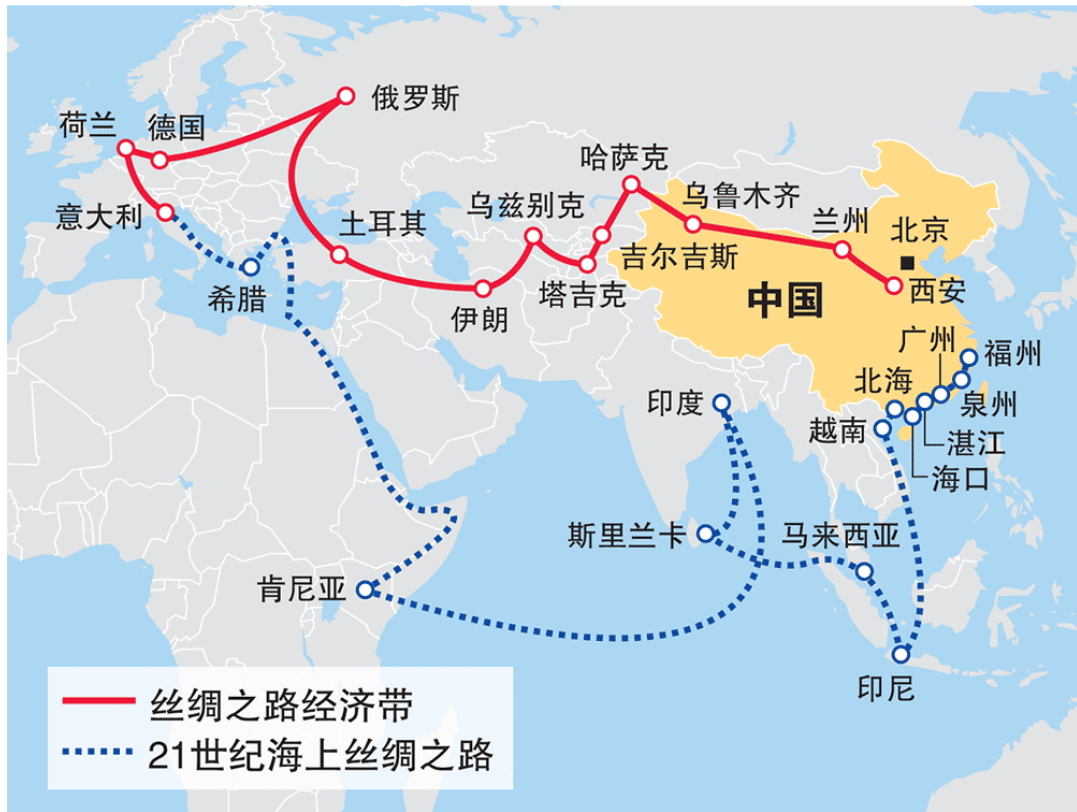 俄罗斯
荷兰
德国
哈萨克
意大利
乌兹别克
乌鲁木齐
土耳其
兰州
北京
吉尔吉斯
希腊
伊朗
塔吉克
西安
中国
广州
福州
北海
印度
泉州
越南
湛江
海口
斯里兰卡
马来西亚
肯尼亚
印尼
丝绸之路经济带
21世纪海上丝绸之路